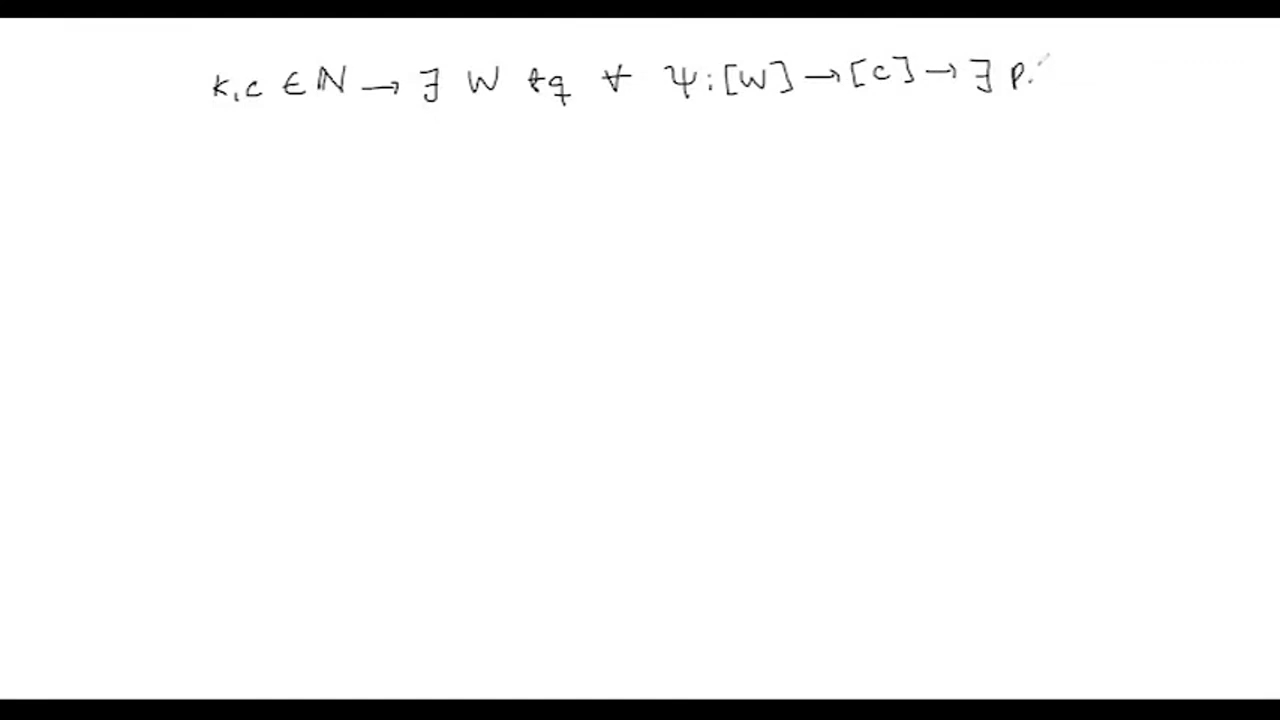 k,c ∈ ℕ → ∃ W tq ∀ ψ:[W] → [c] → ∃ p.